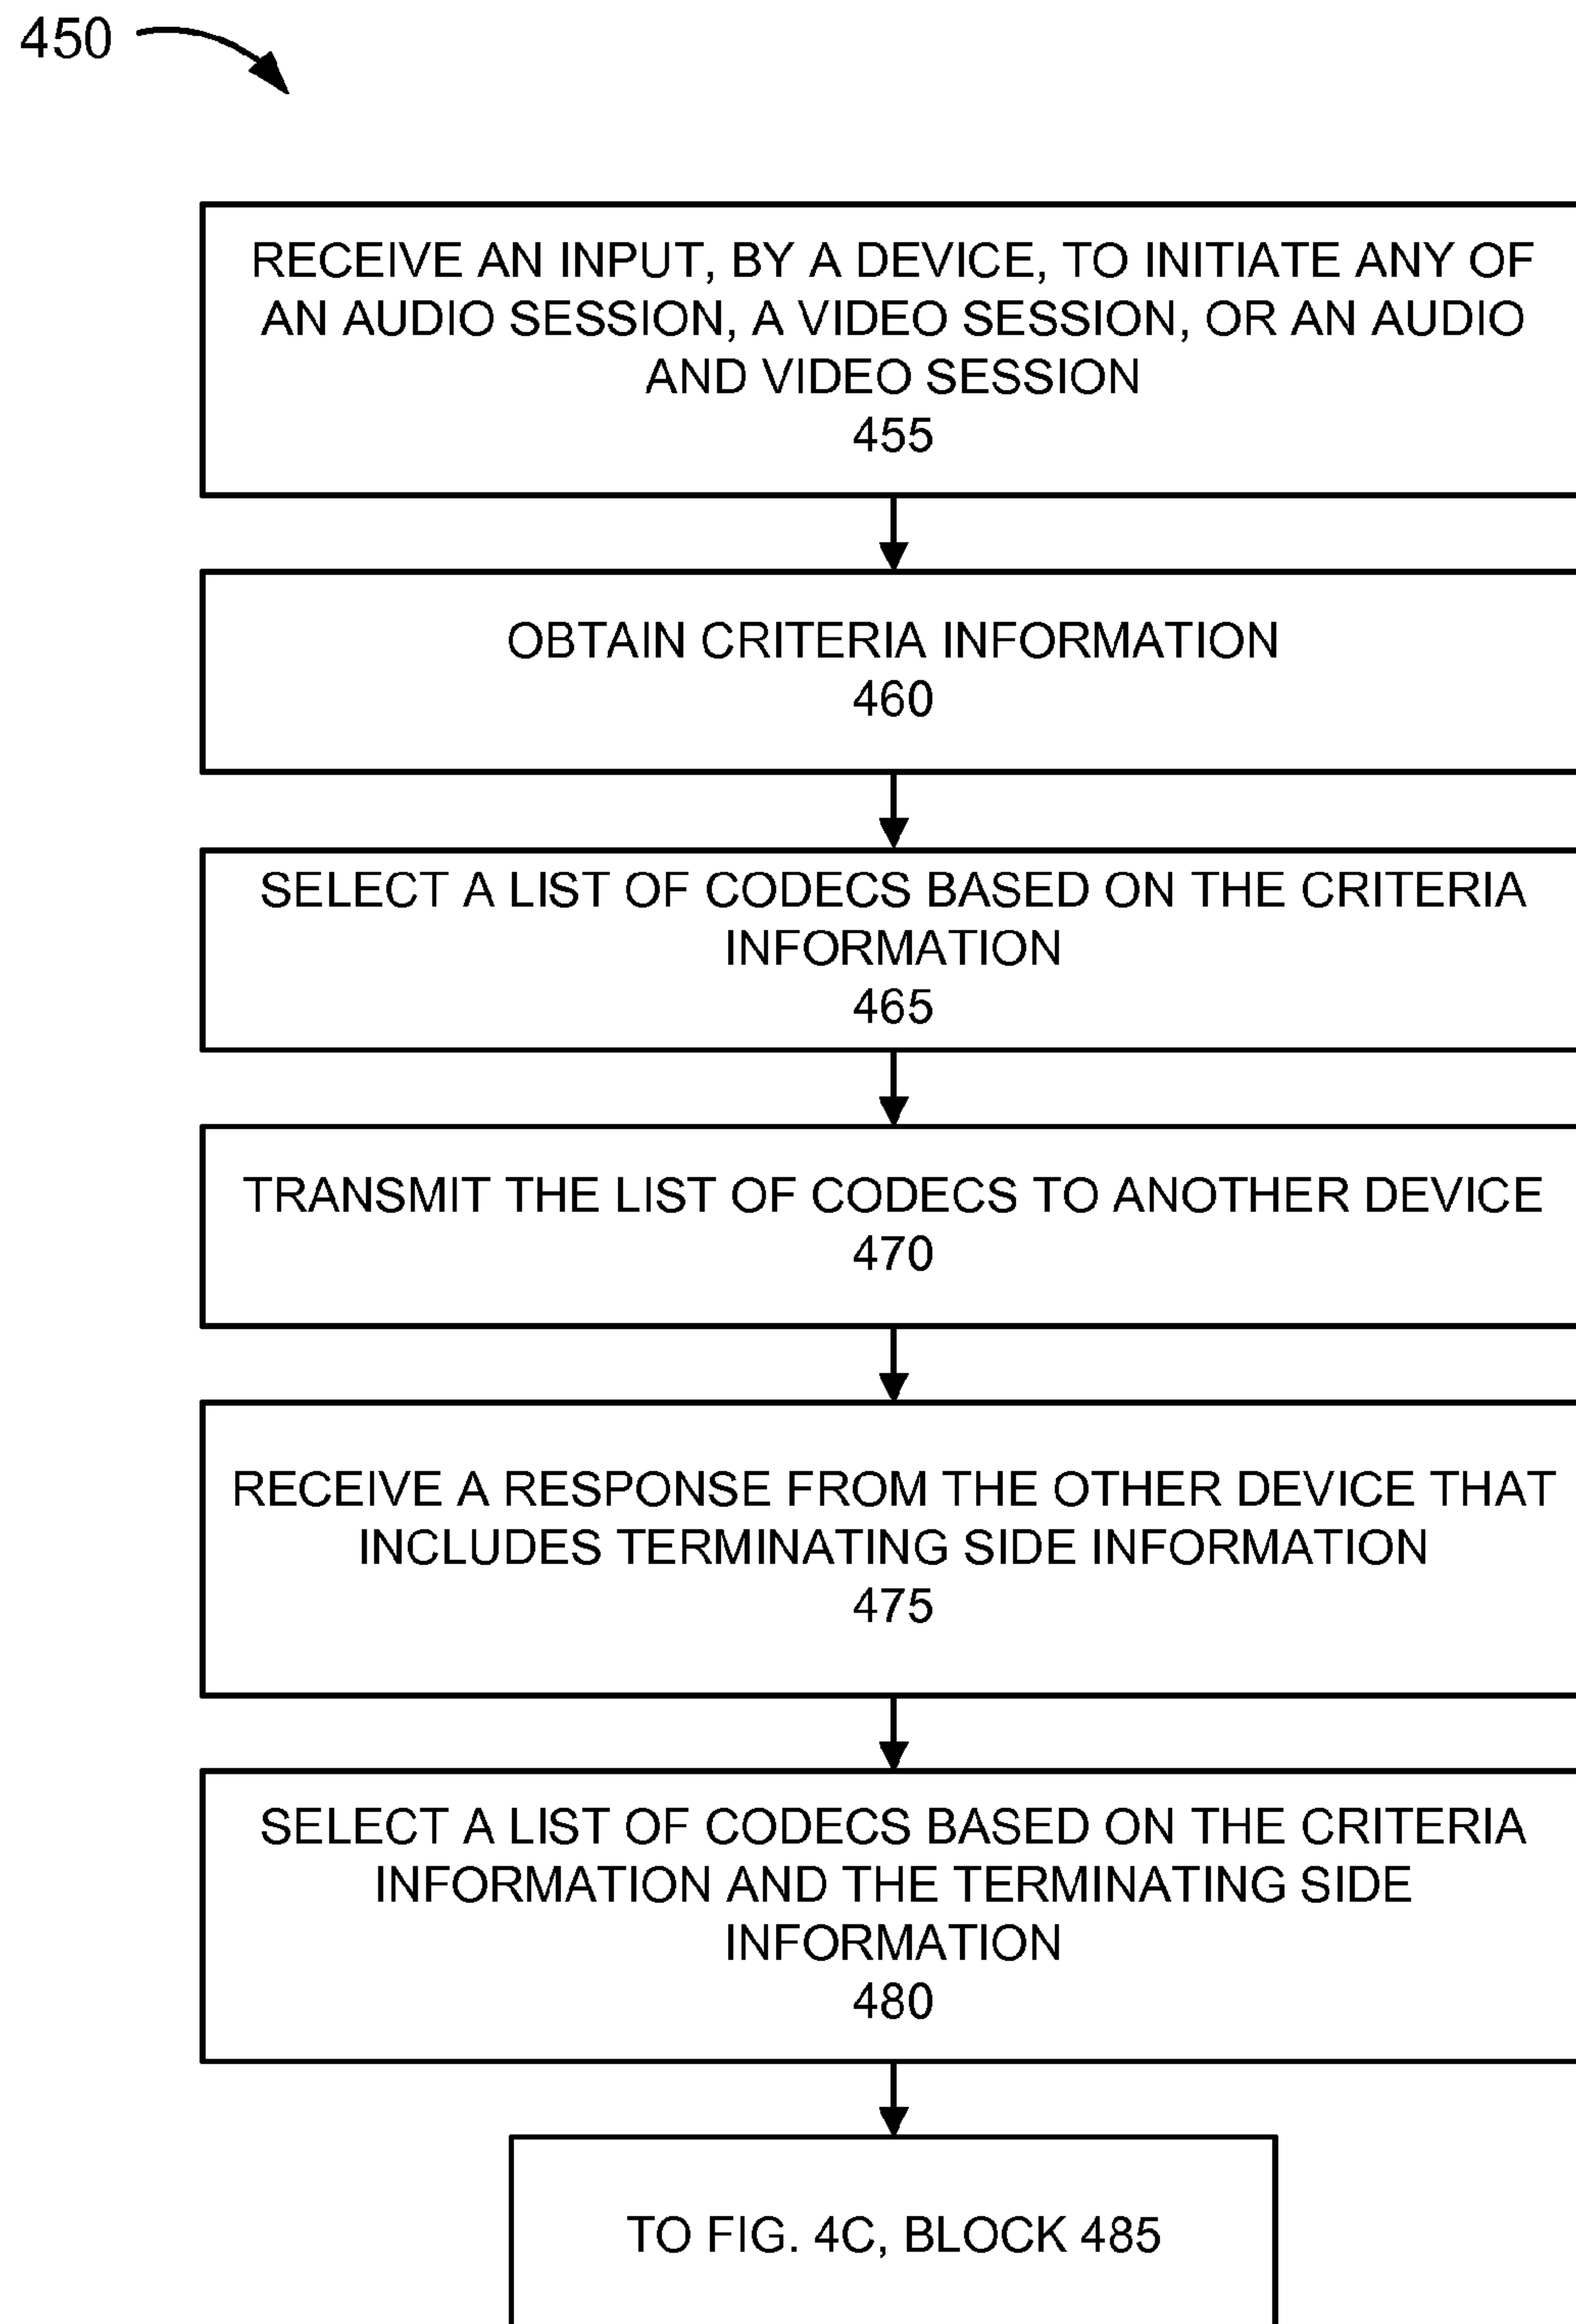 450
RECEIVE AN INPUT, BY A DEVICE, TO INITIATE ANY OF
AN AUDIO SESSION, A VIDEO SESSION, OR AN AUDIO
AND VIDEO SESSION
455
OBTAIN CRITERIA INFORMATION
460
SELECT A LIST OF CODECS BASED ON THE CRITERIA
INFORMATION
465
TRANSMIT THE LIST OF CODECS TO ANOTHER DEVICE
470
RECEIVE A RESPONSE FROM THE OTHER DEVICE THAT
INCLUDES TERMINATING SIDE INFORMATION
475
SELECT A LIST OF CODECS BASED ON THE CRITERIA
INFORMATION AND THE TERMINATING SIDE
INFORMATION
480
TO FIG. 4C, BLOCK 485